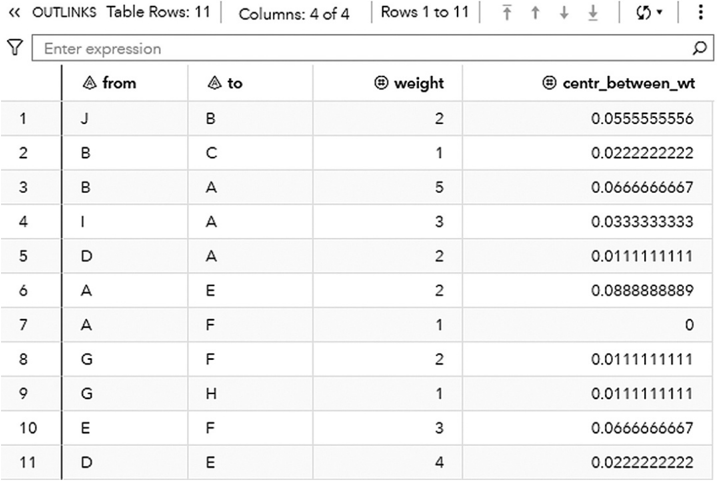 « OUTLINKS Table Rows: 11 Columns: 4 of 4 Rows 1 to 11
Enter expression
from to weight centr_between_wt
1 J B 2 0.0555555556
2 B C 1 0.0222222222
3 B A 5 0.0666666667
4 I A 3 0.0333333333
5 D A 2 0.0111111111
6 A E 2 0.0888888889
7 A F 1 0
8 G F 2 0.0111111111
9 G H 1 0.0111111111
10 E F 3 0.0666666667
11 D E 4 0.0222222222